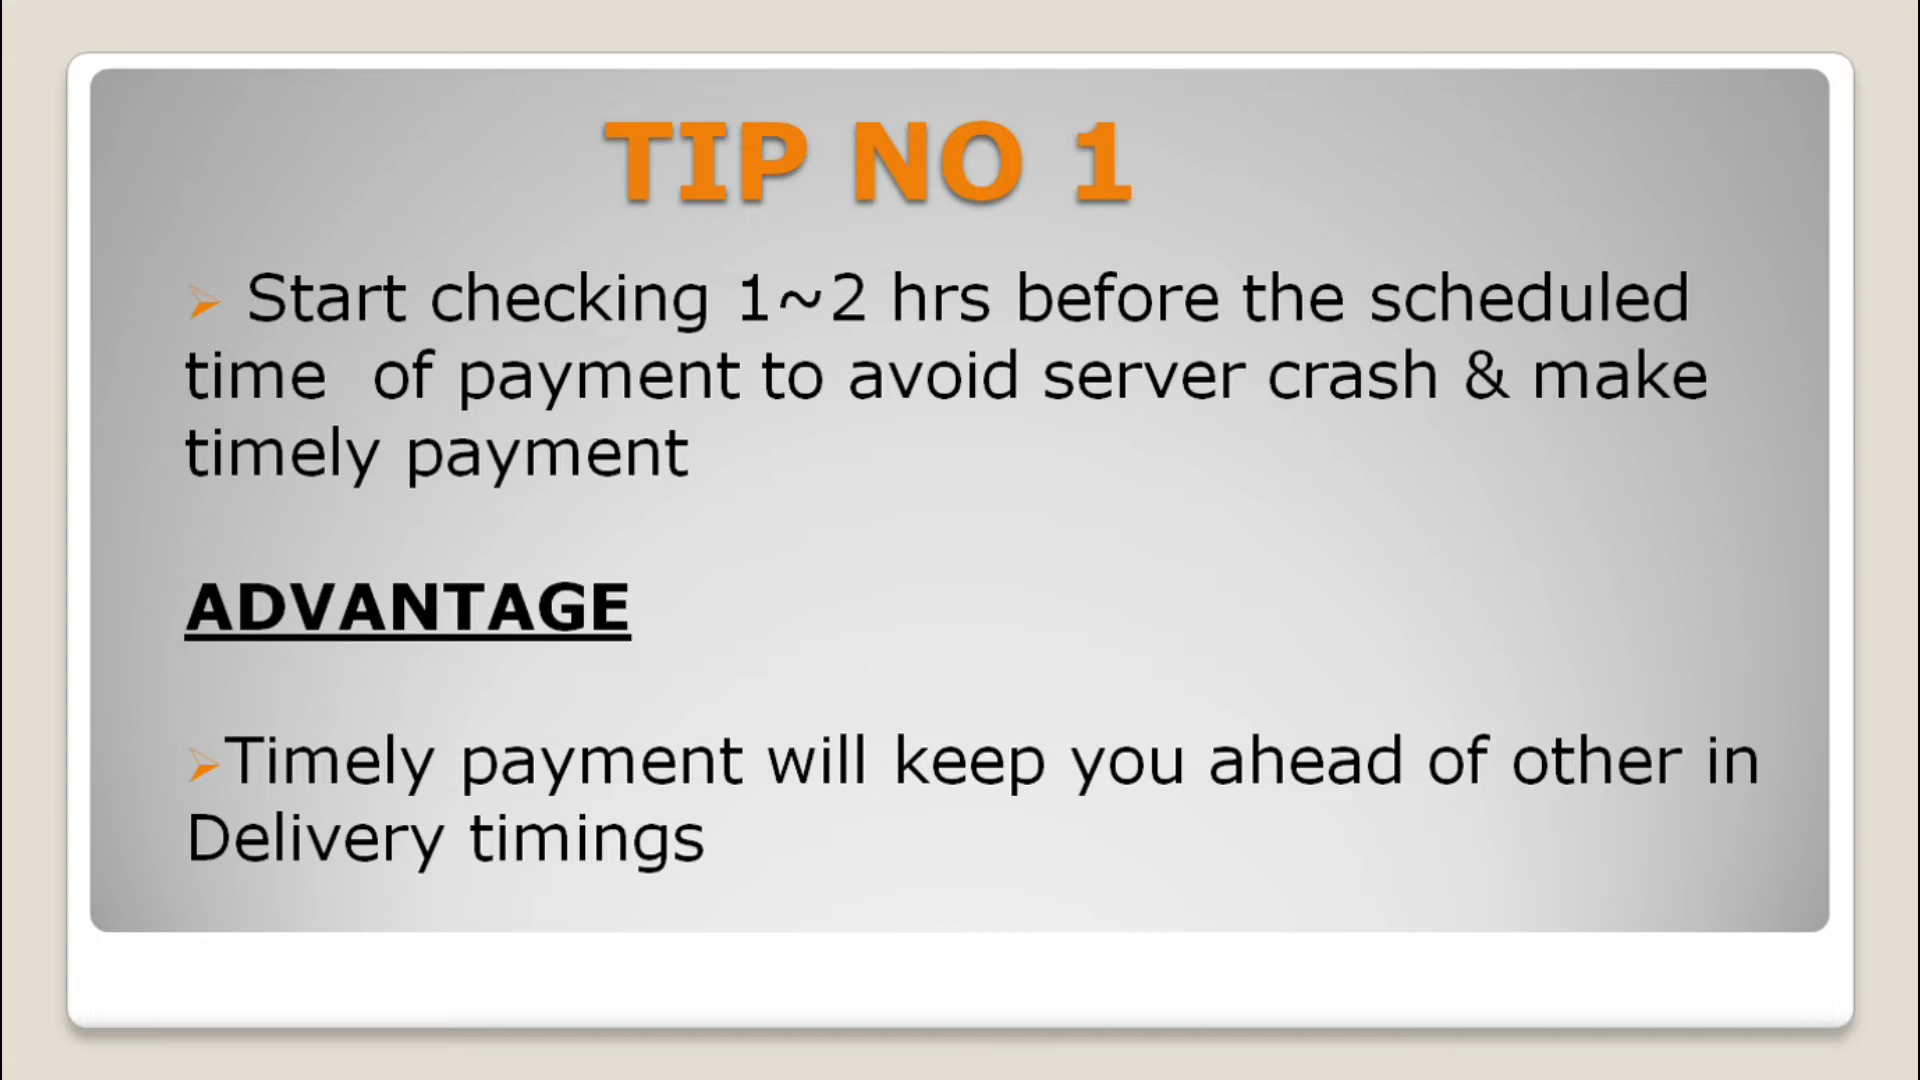 TIP NO 1
➢ Start checking 1~2 hrs before the scheduled
time of payment to avoid server crash & make
timely payment
ADVANTAGE
➢Timely payment will keep you ahead of other in
Delivery timings